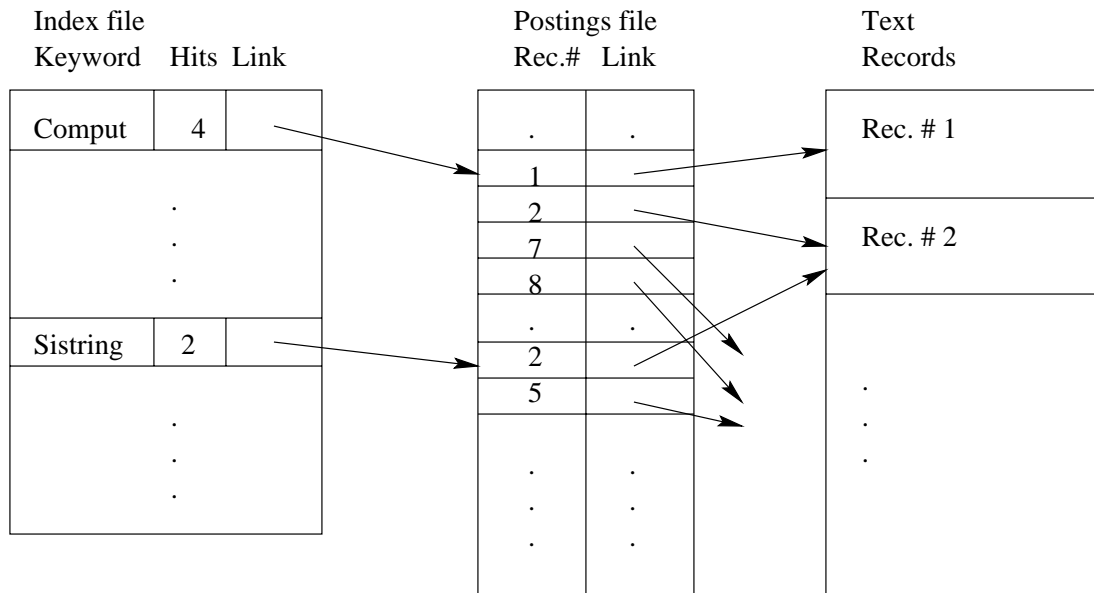 Index file
Keyword Hits Link
Comput 4
.
.
.
Sistring 2
.
.
.
Postings file
Rec.# Link
. .
1
2
7
8
. .
2
5
. .
. .
. .
Text
Records
Rec. # 1
Rec. # 2
.
.
.